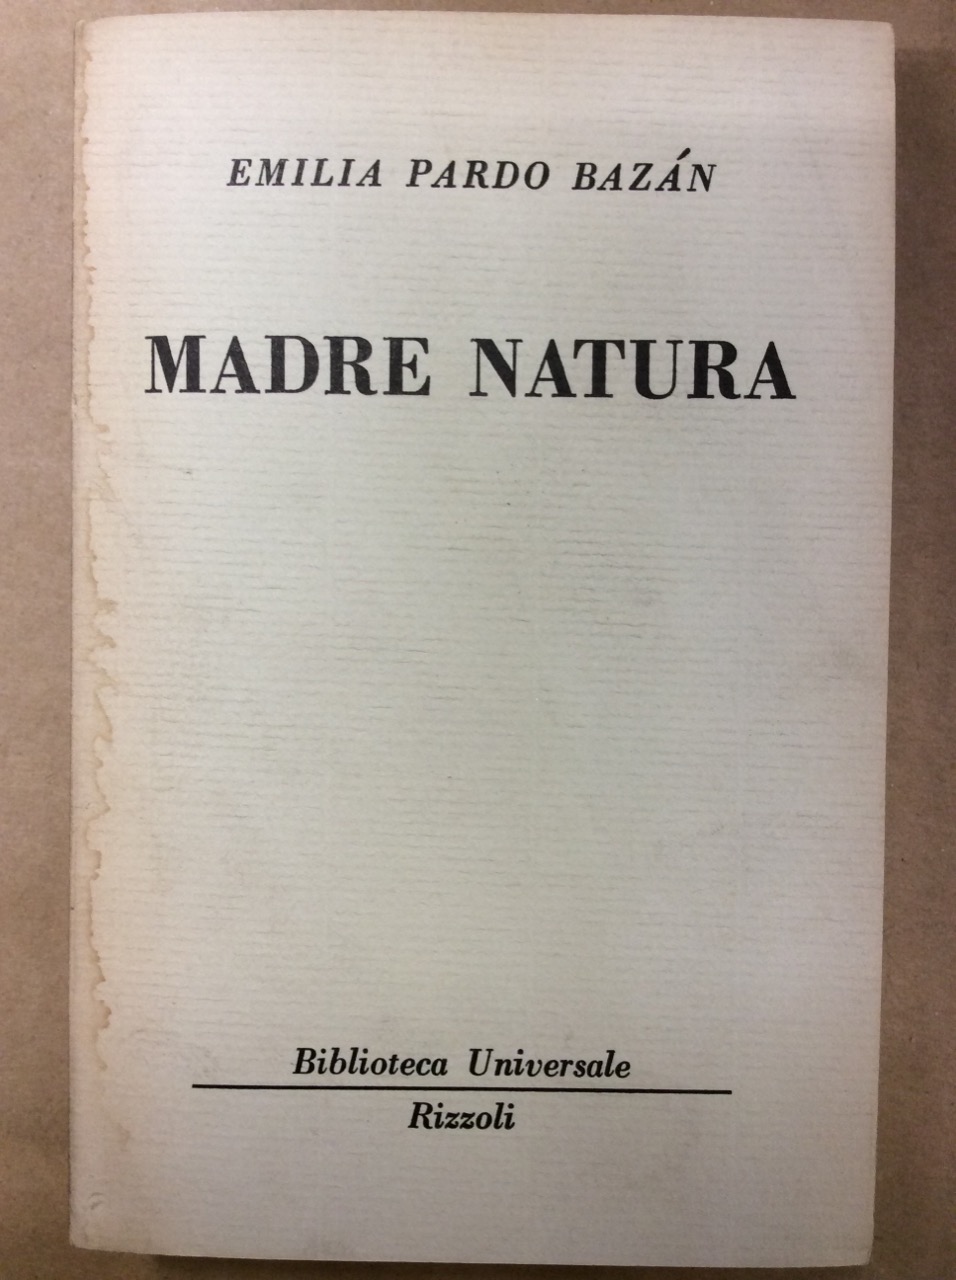 EMILIA PARDO BAZÁN
MADRE NATURA
Biblioteca Universale
Rizzoli